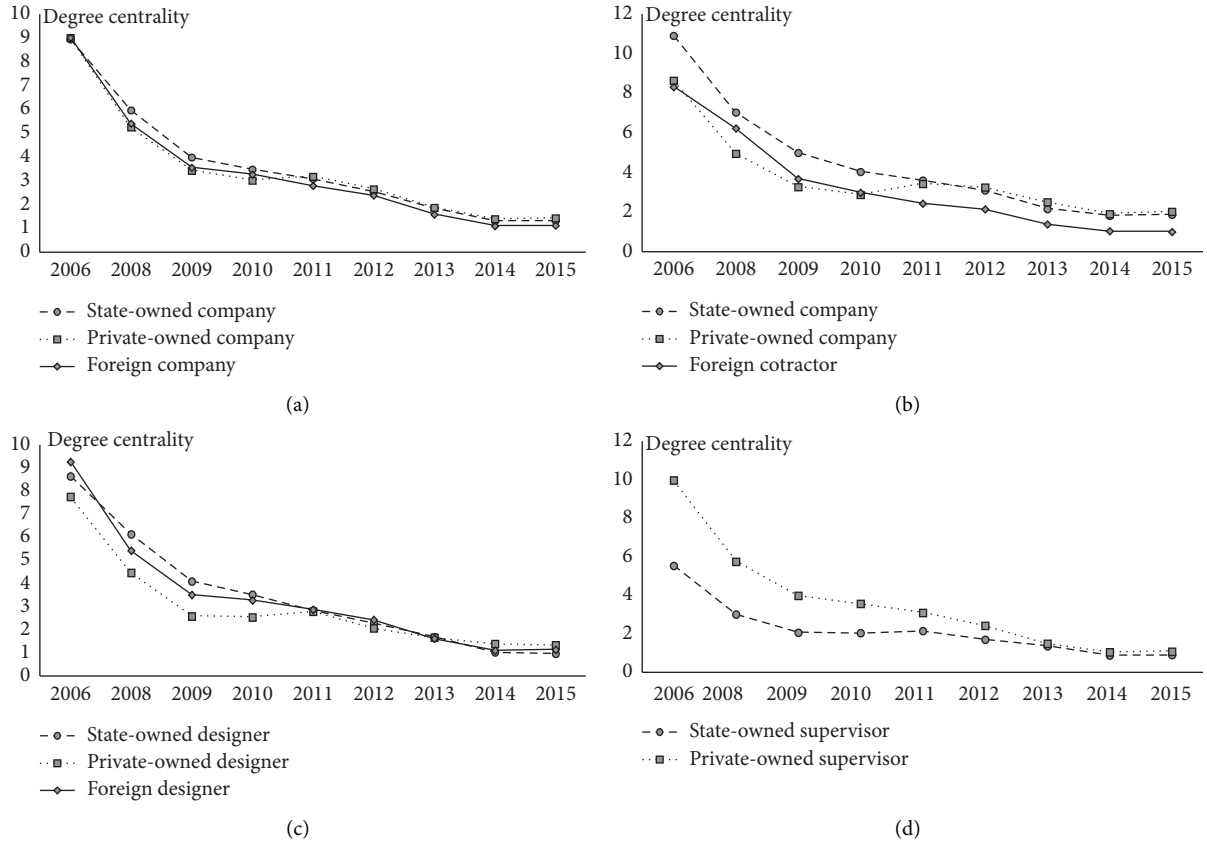 Degree centrality
10
9
8
7
6
5
4
3
2
1
0
2006 2008 2009 2010 2011 2012 2013 2014 2015
State-owned company
Private-owned company
Foreign company
(a)
Degree centrality
12
10
8
6
4
2
0
2006 2008 2009 2010 2011 2012 2013 2014 2015
State-owned company
Private-owned company
Foreign cotractor
(b)
Degree centrality
10
9
8
7
6
5
4
3
2
1
0
2006 2008 2009 2010 2011 2012 2013 2014 2015
State-owned designer
Private-owned designer
Foreign designer
(c)
Degree centrality
12
10
8
6
4
2
0
2006 2008 2009 2010 2011 2012 2013 2014 2015
State-owned supervisor
Private-owned supervisor
(d)